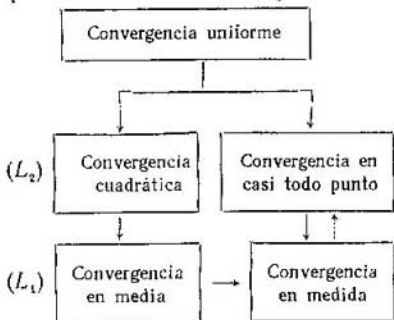 Convergencia uniforme
(L₂)
Convergencia
cuadrática
Convergencia en
casi todo punto
(L₁)
Convergencia
en media
Convergencia
en medida